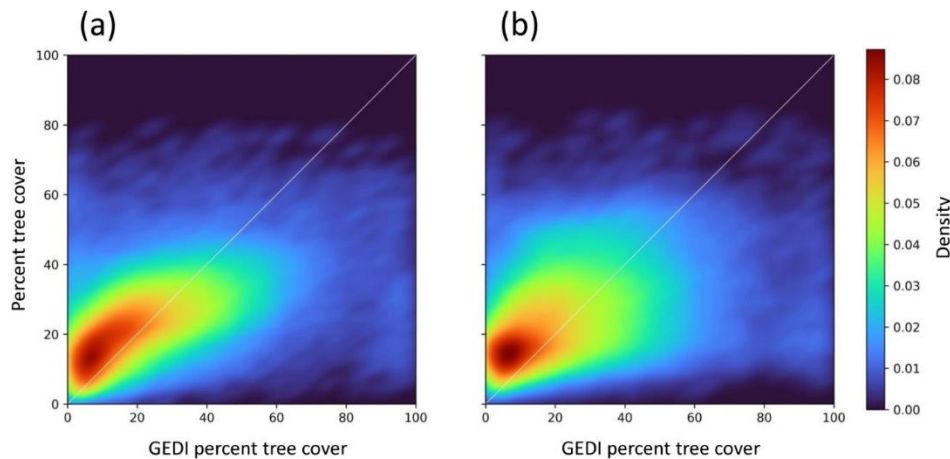 (a)
(b)
100
80
60
40
20
0
Percent tree cover
0 20 40 60 80 100
0 20 40 60 80 100
GEDI percent tree cover
GEDI percent tree cover
0.08
0.07
0.06
0.05
0.04
0.03
0.02
0.01
0.00
Density